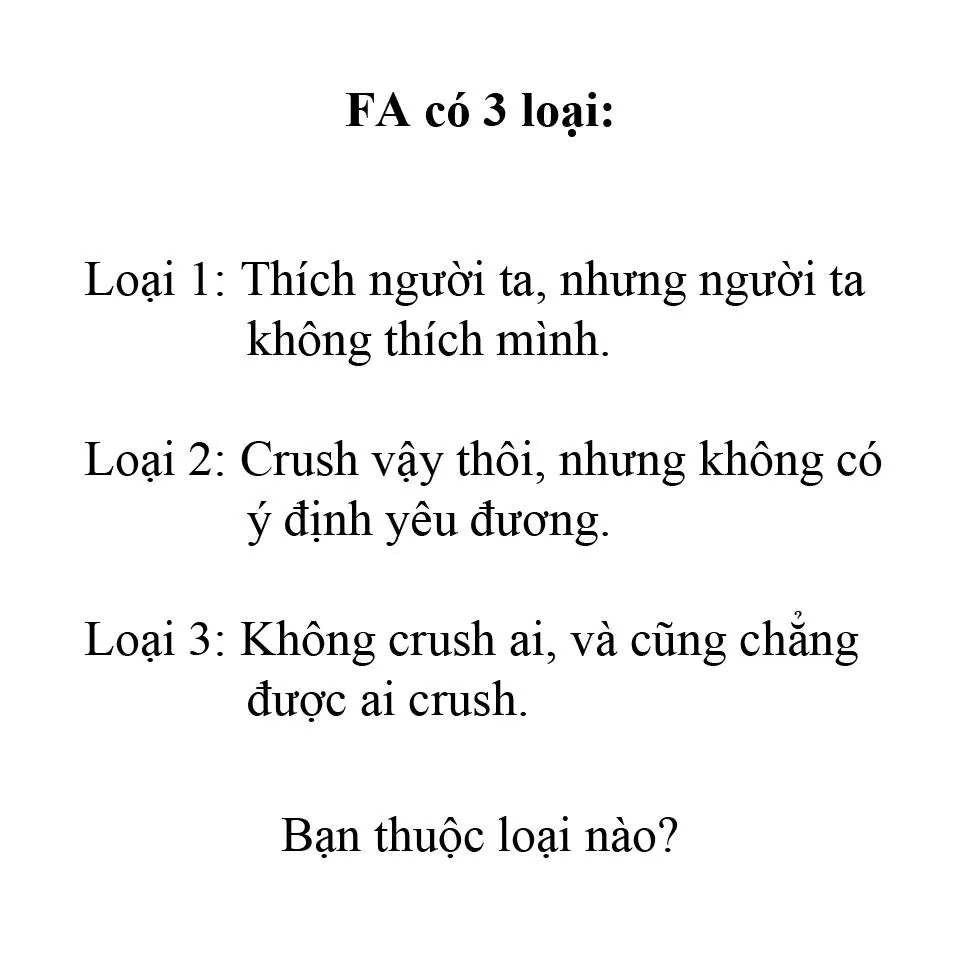 FA có 3 loại:
Loại 1: Thích người ta, nhưng người ta
không thích mình.
Loại 2: Crush vậy thôi, nhưng không có
ý định yêu đương.
Loại 3: Không crush ai, và cũng chẳng
được ai crush.
Bạn thuộc loại nào?